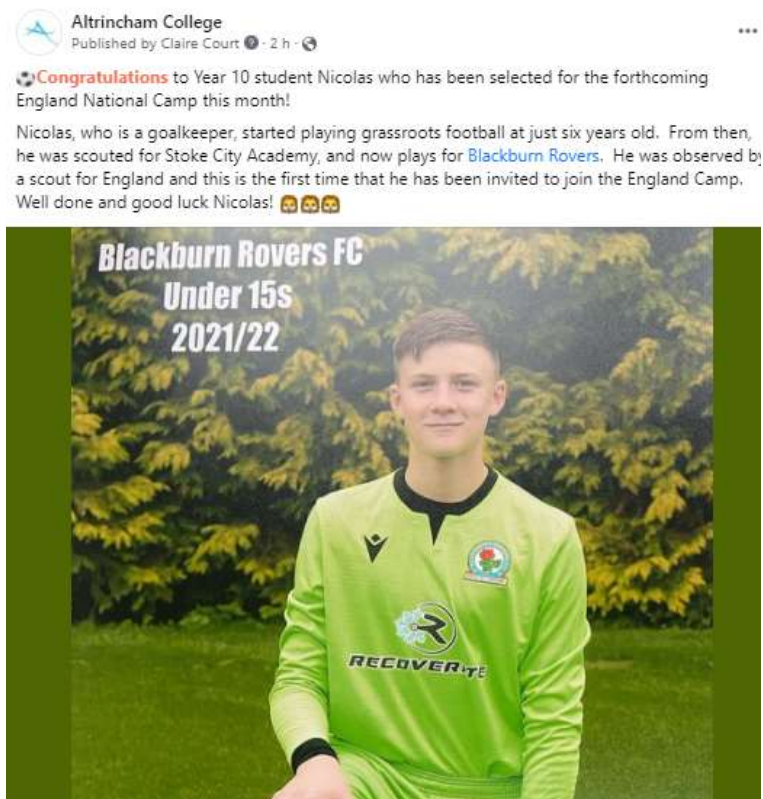 Altrincham College
Published by Claire Court · 2 h ·
Congratulations to Year 10 student Nicolas who has been selected for the forthcoming
England National Camp this month!
Nicolas, who is a goalkeeper, started playing grassroots football at just six years old. From then,
he was scouted for Stoke City Academy, and now plays for Blackburn Rovers. He was observed by
a scout for England and this is the first time that he has been invited to join the England Camp.
Well done and good luck Nicolas!
Blackburn Rovers FC
Under 15s
2021/22
RECOVERITE